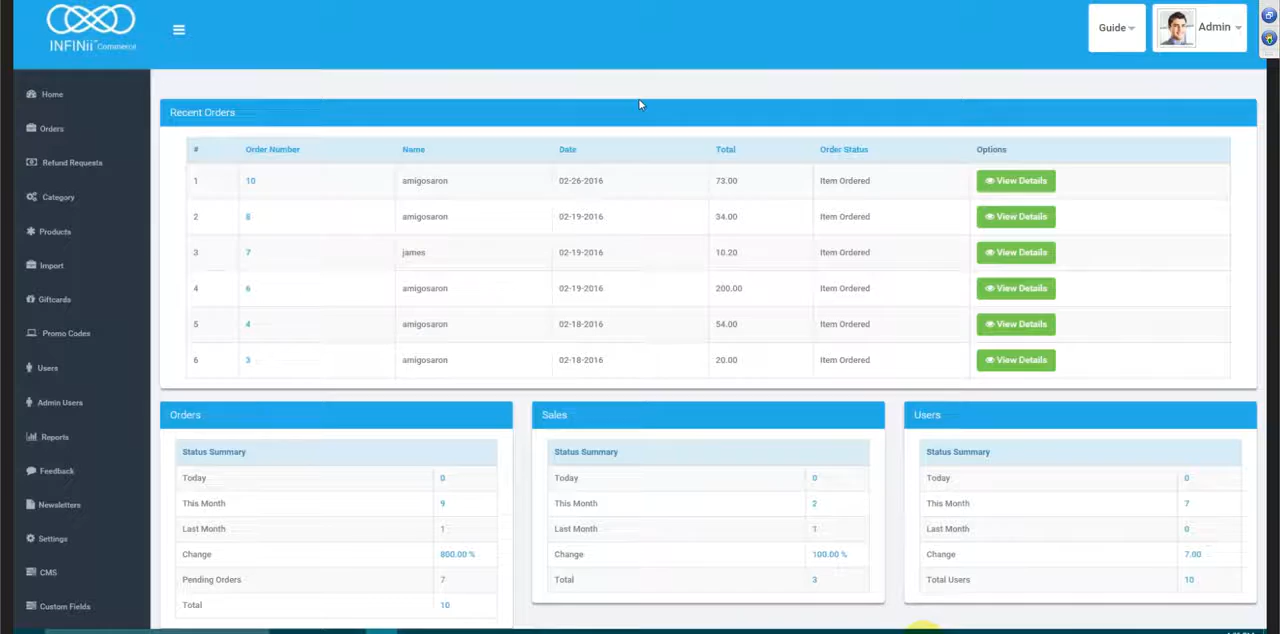 INFINii Commerce
Guide
Admin
Home
Orders
Refund Requests
Category
Products
Import
Giftcards
Promo Codes
Users
Admin Users
Reports
Feedback
Newsletters
Settings
CMS
Custom Fields
Recent Orders
# Order Number Name Date Total Order Status Options
1 10 amigosaron 02-26-2016 73.00 Item Ordered View Details
2 8 amigosaron 02-19-2016 34.00 Item Ordered View Details
3 7 james 02-19-2016 10.20 Item Ordered View Details
4 6 amigosaron 02-19-2016 200.00 Item Ordered View Details
5 4 amigosaron 02-18-2016 54.00 Item Ordered View Details
6 3 amigosaron 02-18-2016 20.00 Item Ordered View Details
Orders
Status Summary
Today 0
This Month 9
Last Month 1
Change 800.00 %
Pending Orders 7
Total 10
Sales
Status Summary
Today 0
This Month 2
Last Month 1
Change 100.00 %
Total 3
Users
Status Summary
Today 0
This Month 7
Last Month 0
Change 7.00
Total Users 10